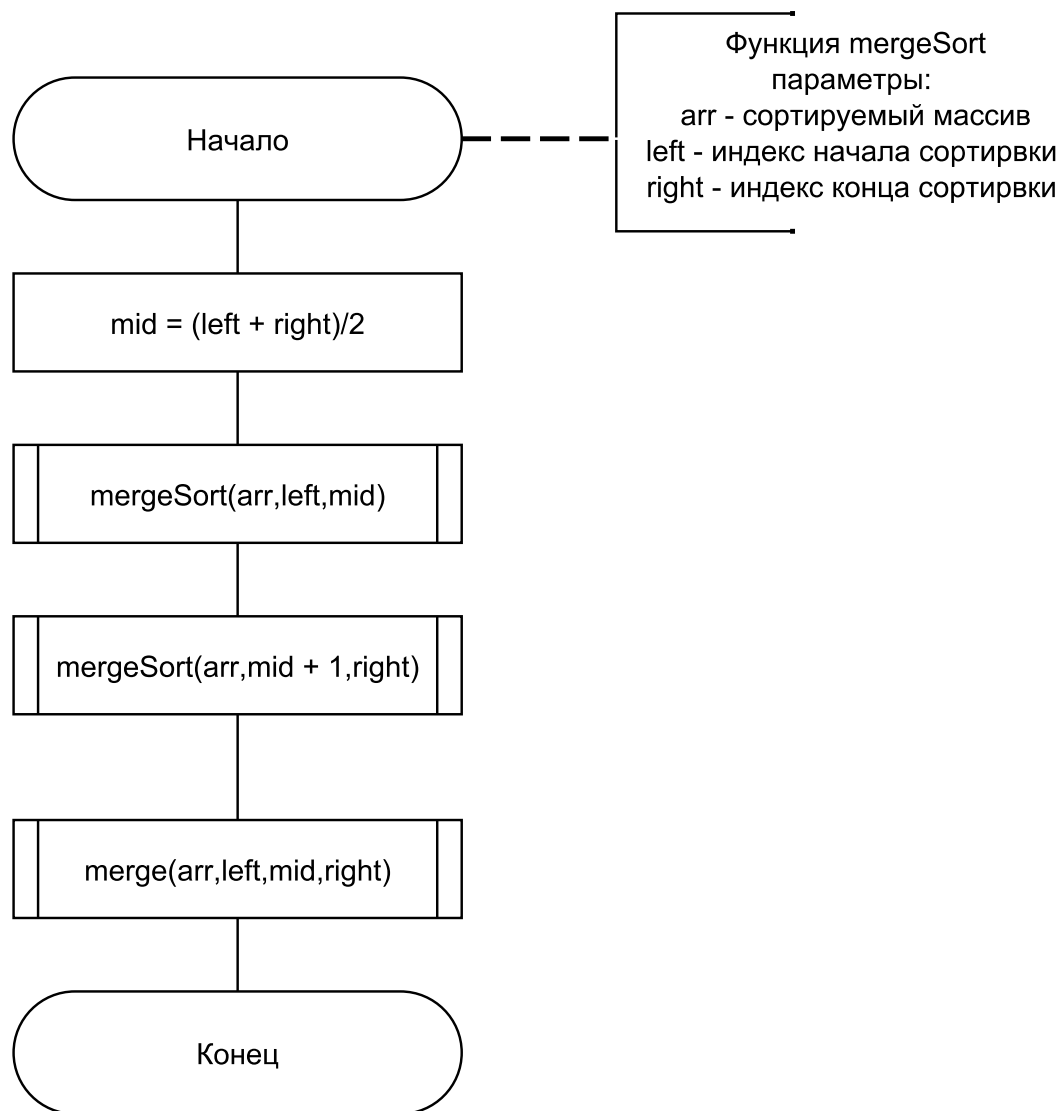 Функция mergeSort
параметры:
arr - сортируемый массив
left - индекс начала сортирвки
right - индекс конца сортирвки
Начало
mid = (left + right)/2
mergeSort(arr,left,mid)
mergeSort(arr,mid + 1,right)
merge(arr,left,mid,right)
Конец